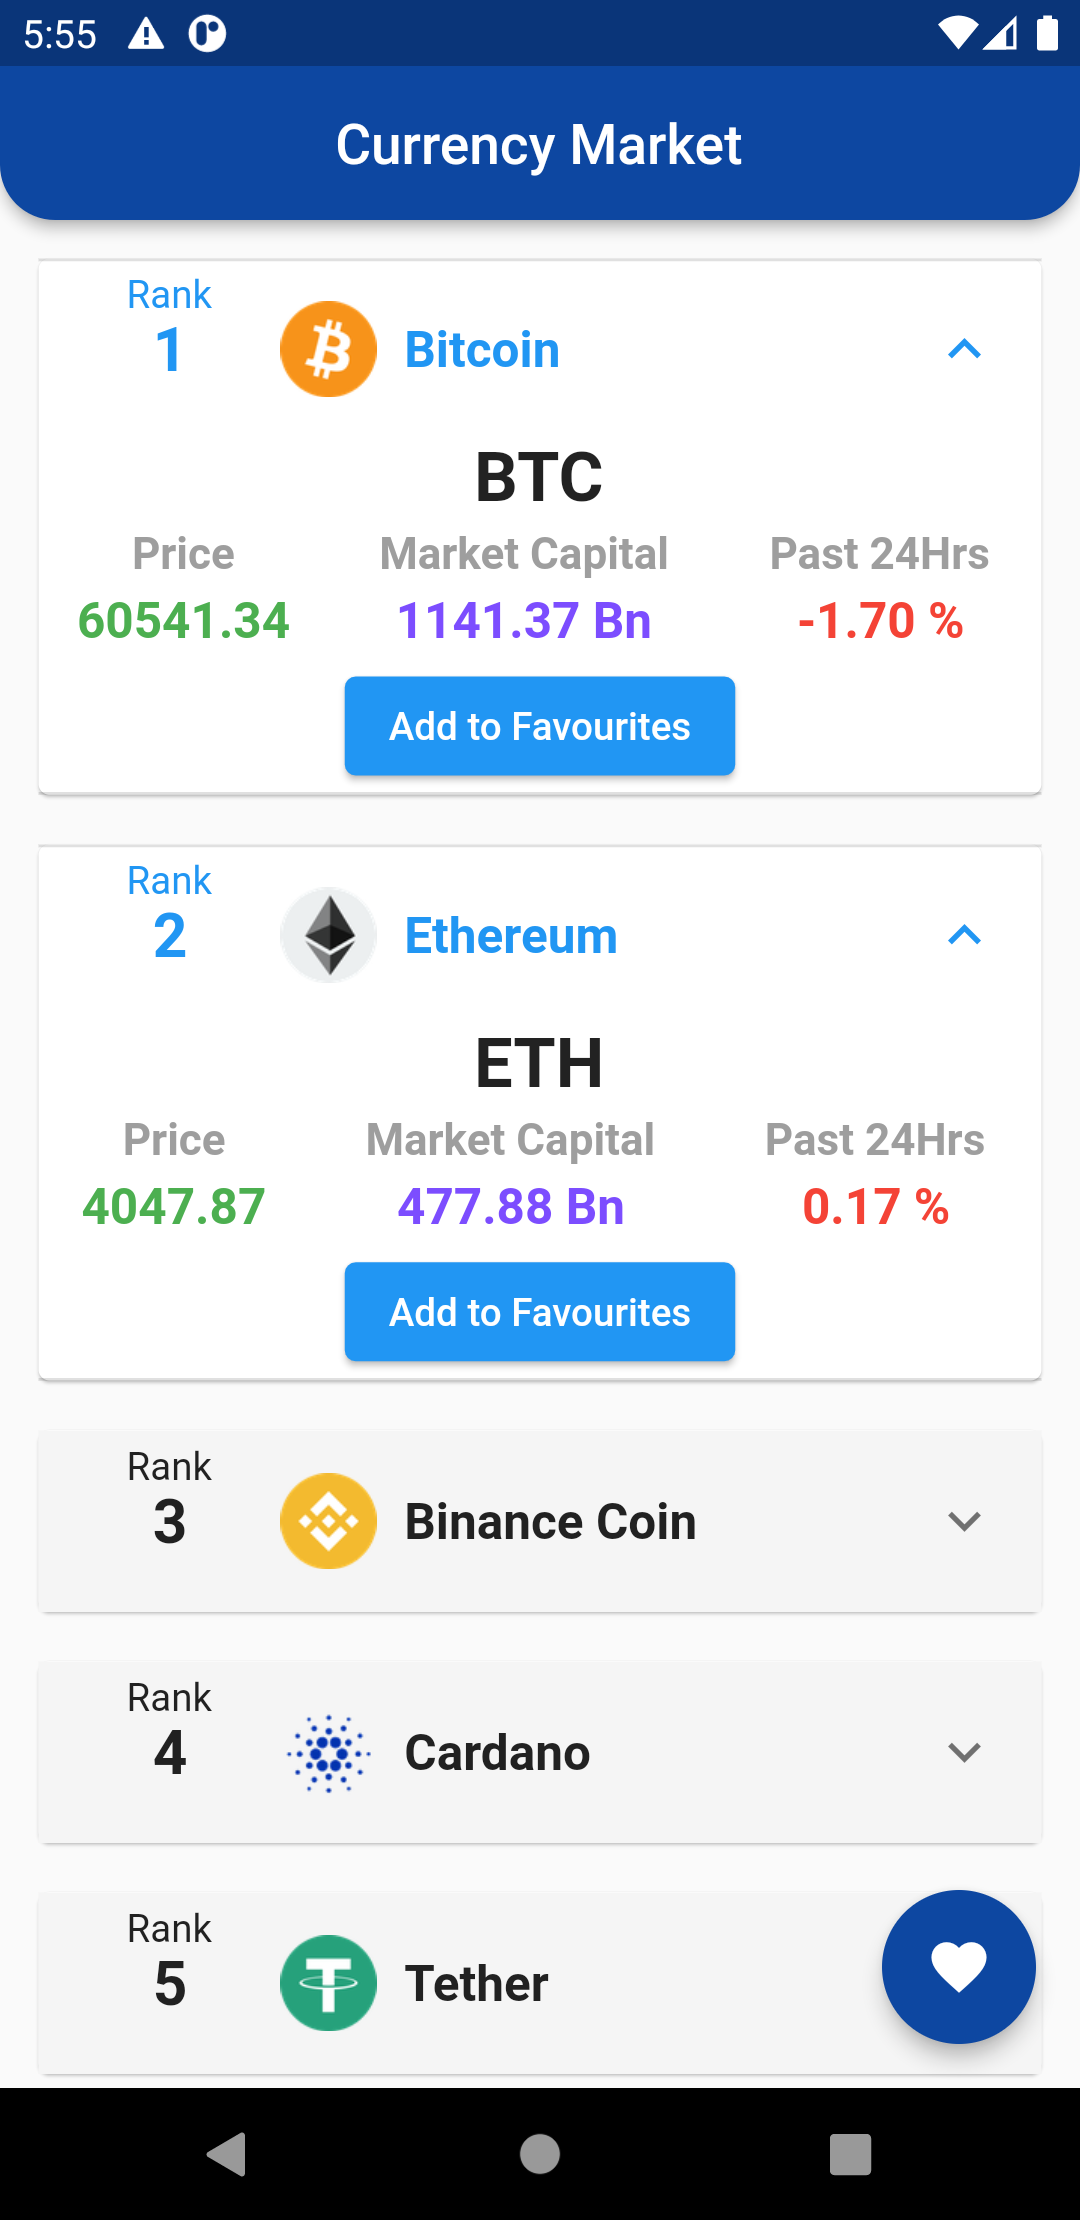 5:55
Currency Market
Rank
1
Bitcoin
BTC
Price Market Capital Past 24Hrs
60541.34 1141.37 Bn -1.70 %
Add to Favourites
Rank
2
Ethereum
ETH
Price Market Capital Past 24Hrs
4047.87 477.88 Bn 0.17 %
Add to Favourites
Rank
3
Binance Coin
Rank
4
Cardano
Rank
5
Tether